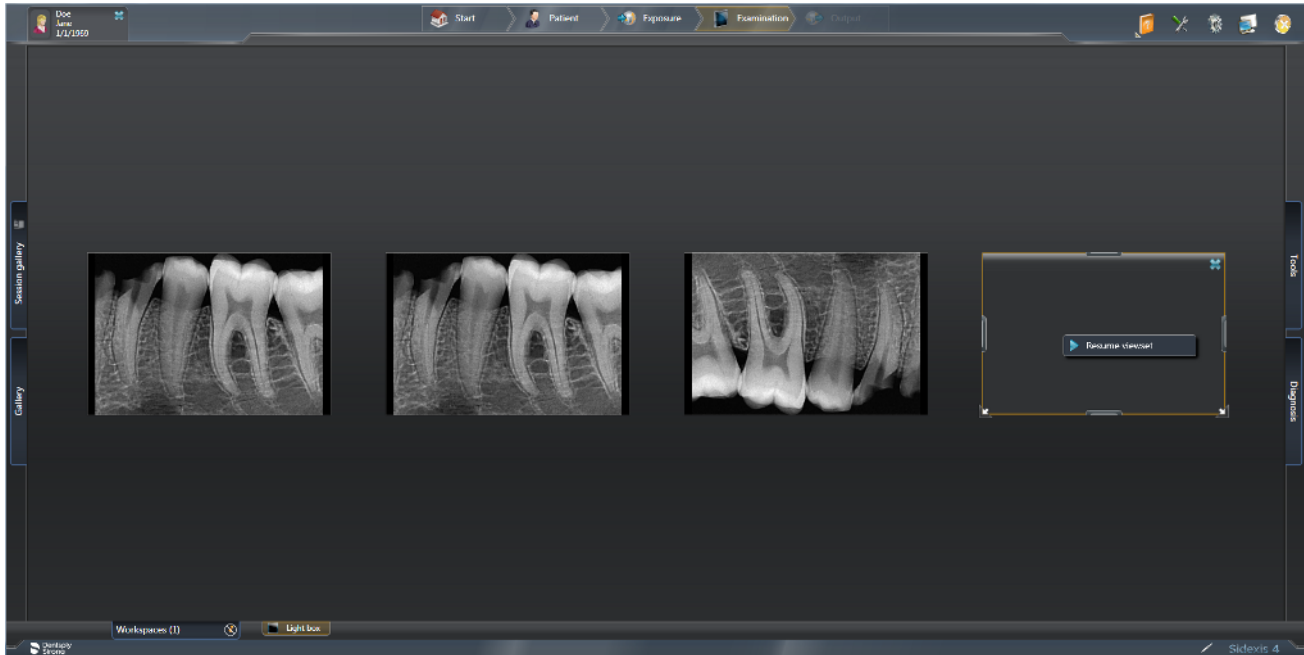 Doe
Jane
1/1/1969
Start
Patient
Exposure
Examination
Output
Session gallery
Gallery
Tools
Diagnosis
Resume viewset
Workspaces (1)
Light box
Dentsply
Sirona
Sidexis 4